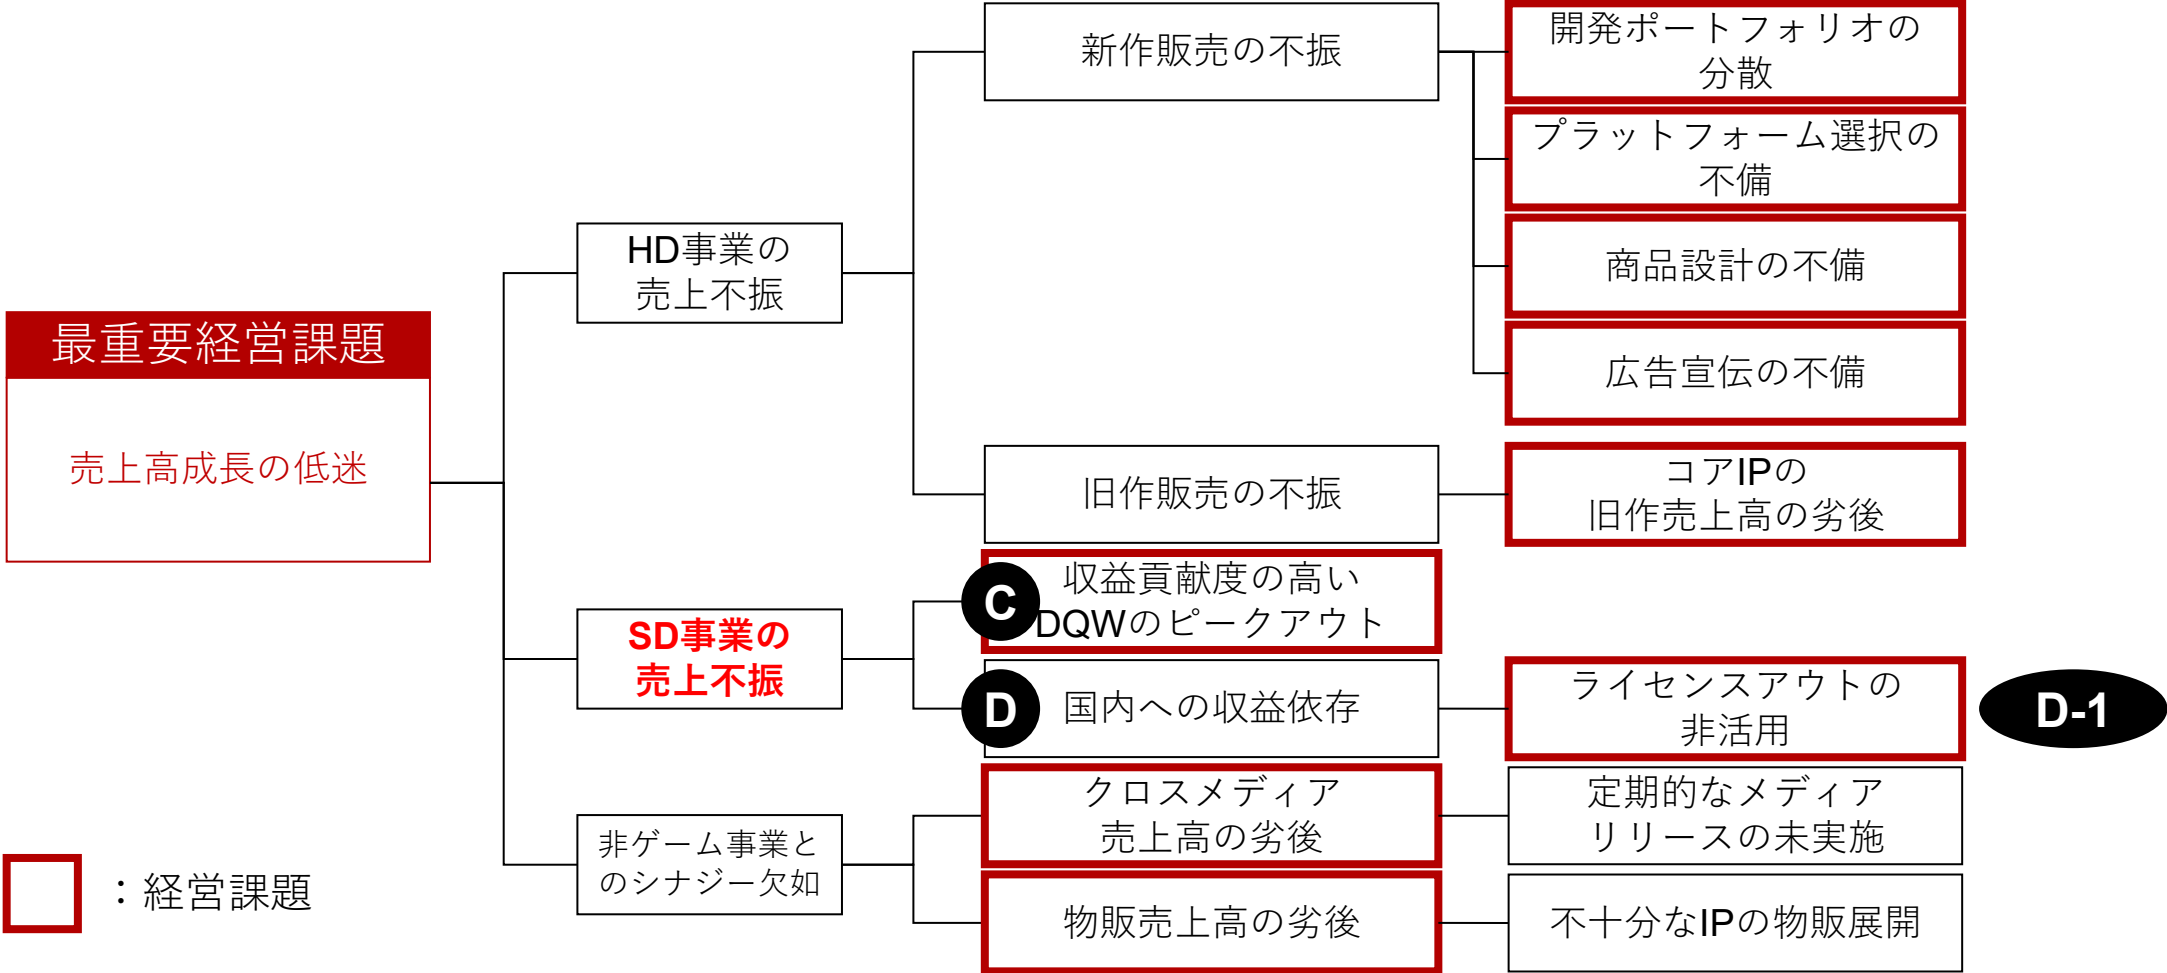 最重要経営課題
売上高成長の低迷
HD事業の
売上不振
SD事業の
売上不振
非ゲーム事業と
のシナジー欠如
新作販売の不振
旧作販売の不振
C
収益貢献度の高い
DQWのピークアウト
D
国内への収益依存
クロスメディア
売上高の劣後
物販売上高の劣後
開発ポートフォリオの
分散
プラットフォーム選択の
不備
商品設計の不備
広告宣伝の不備
コアIPの
旧作売上高の劣後
ライセンスアウトの
非活用
D-1
定期的なメディア
リリースの未実施
不十分なIPの物販展開
：経営課題